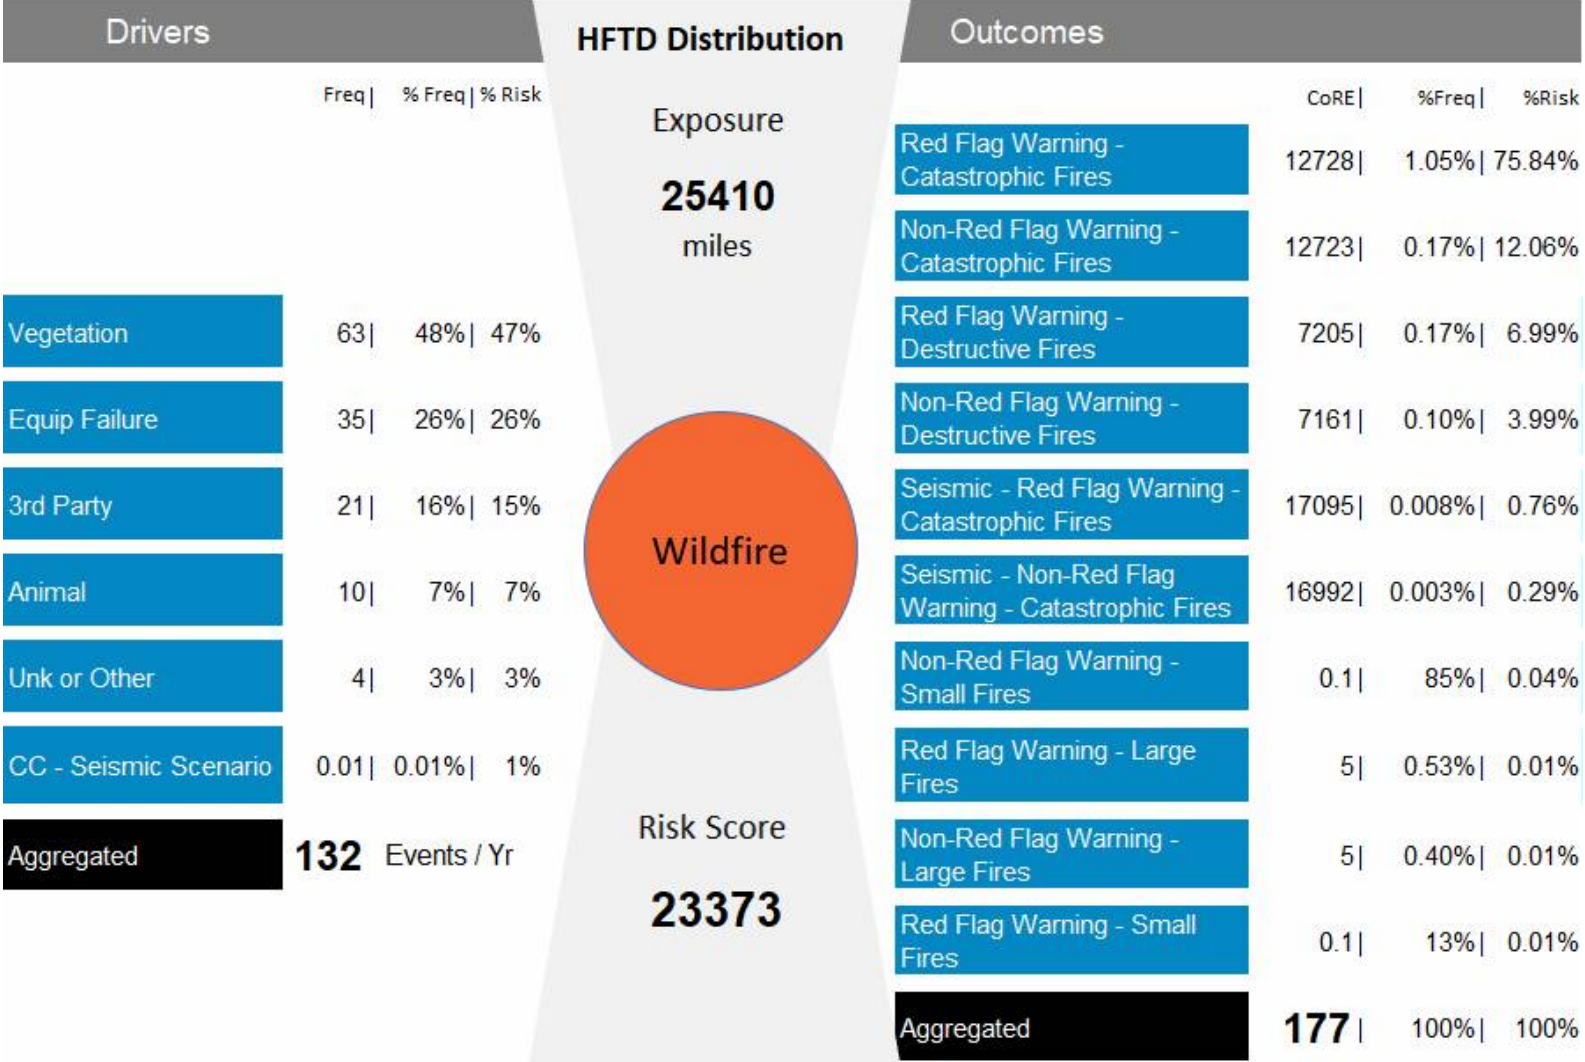 Drivers
HFTD Distribution
Outcomes
Freq| % Freq| % Risk
Exposure
25410
miles
CoRE| %Freq| %Risk
Red Flag Warning -
Catastrophic Fires
12728| 1.05%| 75.84%
Non-Red Flag Warning -
Catastrophic Fires
12723| 0.17%| 12.06%
Vegetation 63| 48%| 47%
Red Flag Warning -
Destructive Fires
7205| 0.17%| 6.99%
Equip Failure 35| 26%| 26%
Non-Red Flag Warning -
Destructive Fires
7161| 0.10%| 3.99%
3rd Party 21| 16%| 15%
Seismic - Red Flag Warning -
Catastrophic Fires
17095| 0.008%| 0.76%
Wildfire
Animal 10| 7%| 7%
Seismic - Non-Red Flag
Warning - Catastrophic Fires
16992| 0.003%| 0.29%
Unk or Other 4| 3%| 3%
Non-Red Flag Warning -
Small Fires
0.1| 85%| 0.04%
CC - Seismic Scenario 0.01| 0.01%| 1%
Red Flag Warning - Large
Fires
5| 0.53%| 0.01%
Aggregated 132 Events / Yr
Risk Score
23373
Non-Red Flag Warning -
Large Fires
5| 0.40%| 0.01%
Red Flag Warning - Small
Fires
0.1| 13%| 0.01%
Aggregated 177| 100%| 100%